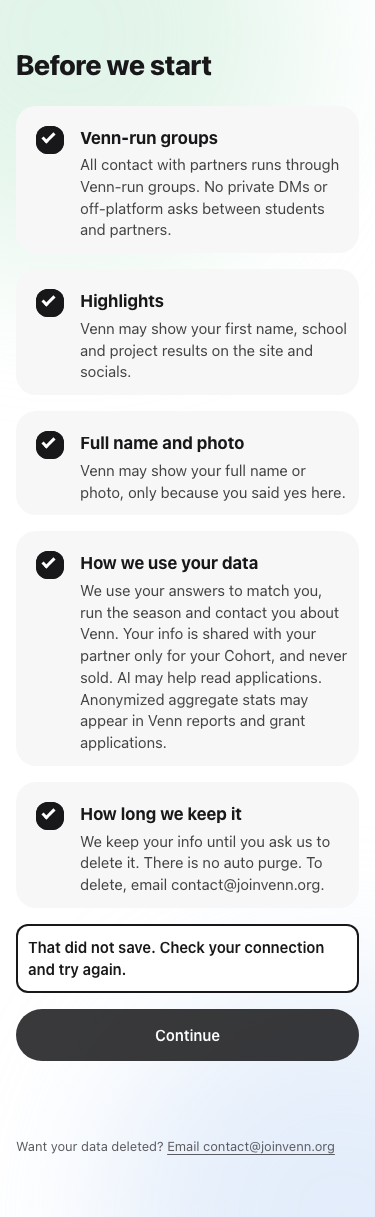 Before we start
Venn-run groups
All contact with partners runs through
Venn-run groups. No private DMs or
off-platform asks between students
and partners.
Highlights
Venn may show your first name, school
and project results on the site and
socials.
Full name and photo
Venn may show your full name or
photo, only because you said yes here.
How we use your data
We use your answers to match you,
run the season and contact you about
Venn. Your info is shared with your
partner only for your Cohort, and never
sold. AI may help read applications.
Anonymized aggregate stats may
appear in Venn reports and grant
applications.
How long we keep it
We keep your info until you ask us to
delete it. There is no auto purge. To
delete, email contact@joinvenn.org.
That did not save. Check your connection
and try again.
Continue
Want your data deleted? Email contact@joinvenn.org